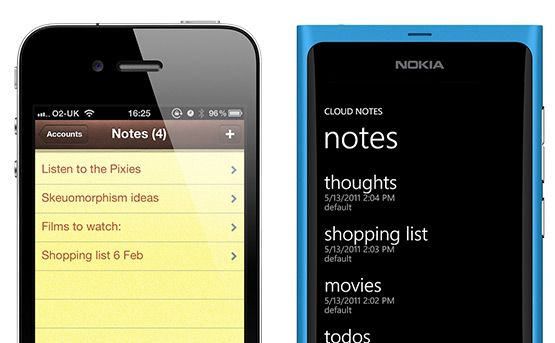 O2-UK 16:25 96%
Accounts Notes (4) +
Listen to the Pixies
Skeuomorphism ideas
Films to watch:
Shopping list 6 Feb
NOKIA
CLOUD NOTES
notes
thoughts
5/13/2011 2:04 PM
default
shopping list
5/13/2011 2:03 PM
default
movies
5/13/2011 2:02 PM
default
todos